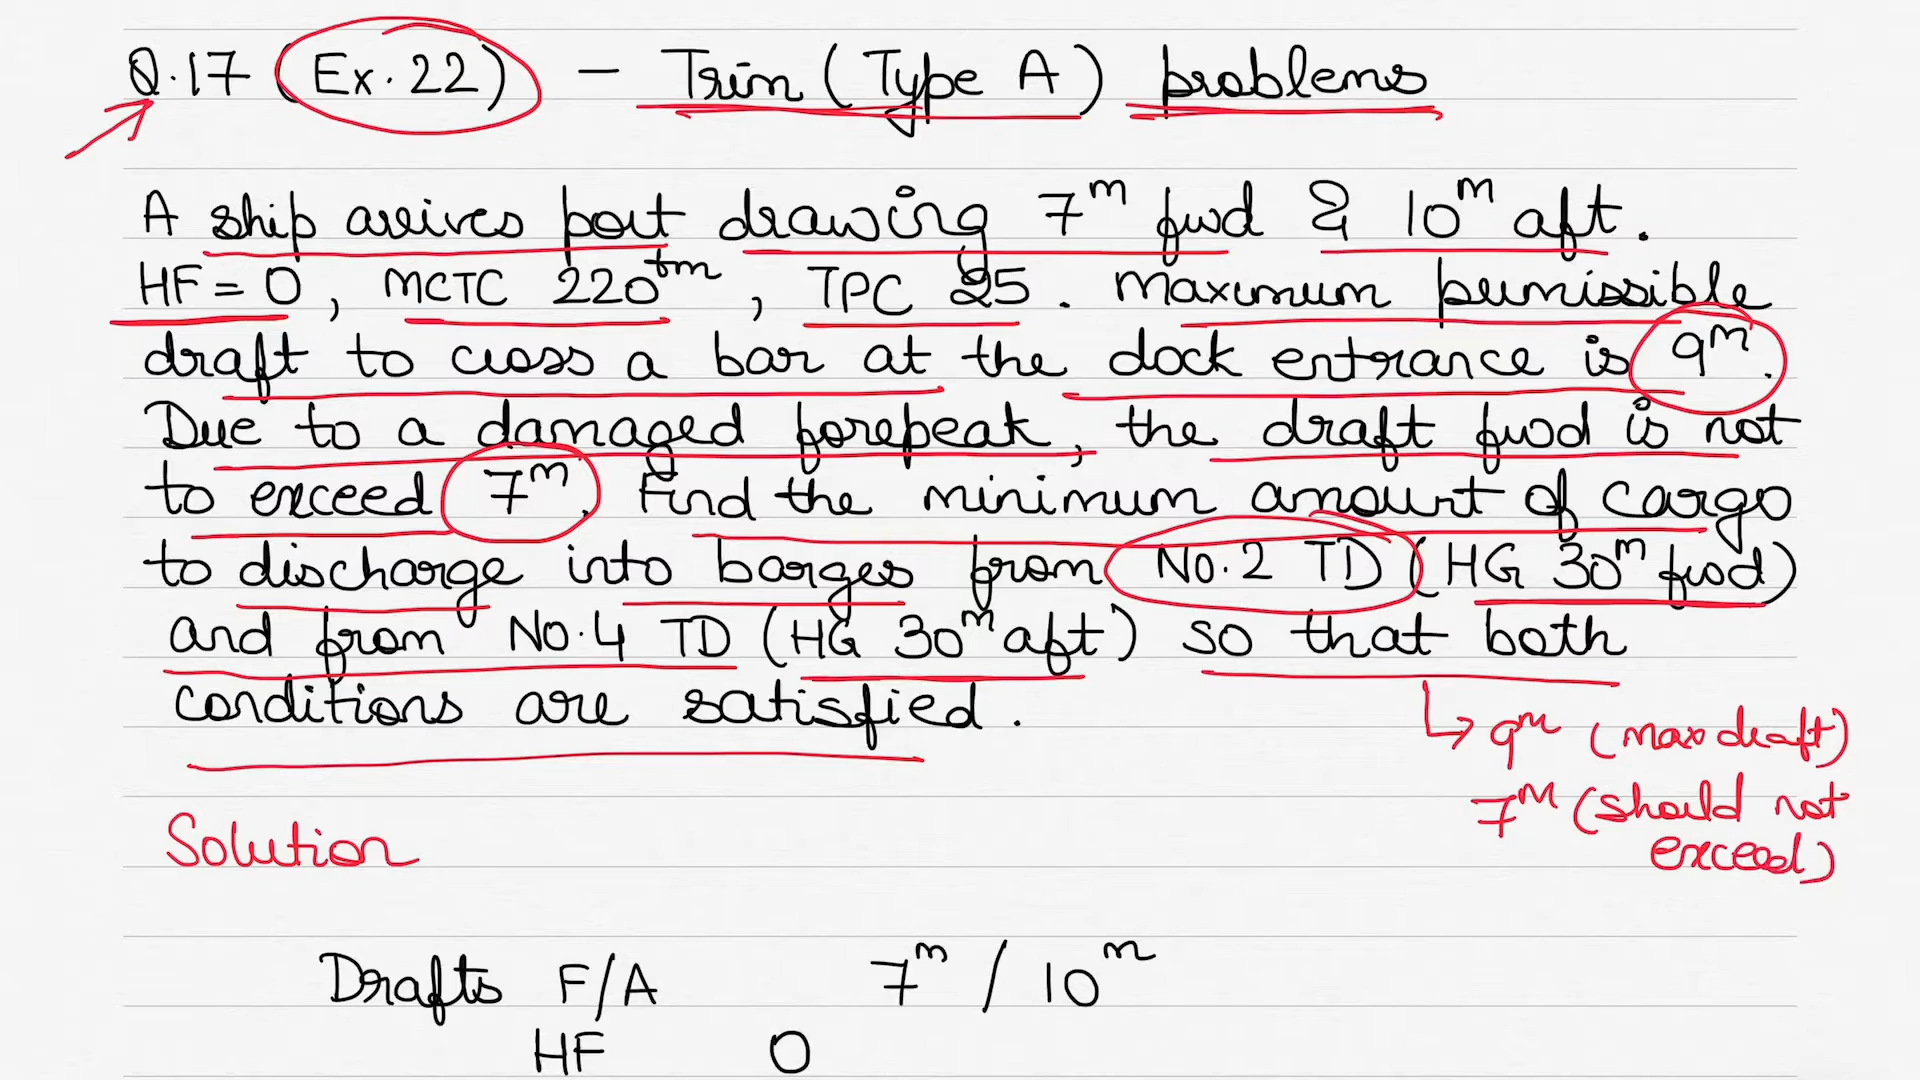 Q.17 (Ex.22) - Trim (Type A) problems
A ship arrives port drawing 7m fwd & 10m aft.
HF = 0, MCTC 220tm, TPC 25. Maximum permissible
draft to cross a bar at the dock entrance is 9m.
Due to a damaged forepeak, the draft fwd is not
to exceed 7m. Find the minimum amount of cargo
to discharge into barges from No.2 TD (HG 30m fwd)
and from No.4 TD (HG 30m aft) so that both
conditions are satisfied.
↳ 9m (max draft)
7m (should not
exceed)
Solution
Drafts F/A 7m / 10m
HF 0